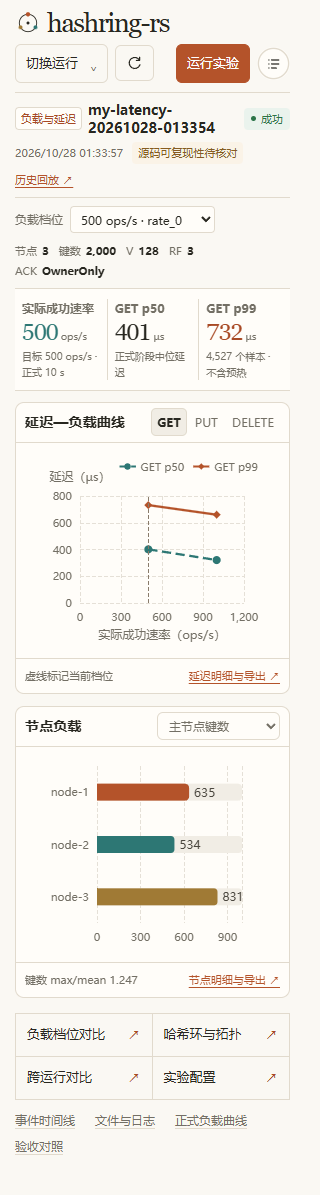 hashring-rs
切换运行
运行实验
负载与延迟
my-latency-
20261028-013354
成功
2026/10/28 01:33:57
源码可复现性待核对
历史回放 ↗
负载档位
500 ops/s · rate_0
节点 3 键数 2,000 V 128 RF 3
ACK OwnerOnly
实际成功速率
500 ops/s
目标 500 ops/s ·
正式 10 s
GET p50
401 μs
正式阶段中位延
迟
GET p99
732 μs
4,527 个样本 ·
不含预热
延迟—负载曲线
GET PUT DELETE
GET p50 GET p99
延迟（μs）
800
600
400
200
0
0 300 600 900 1,200
实际成功速率（ops/s）
虚线标记当前档位
延迟明细与导出 ↗
节点负载
主节点键数
node-1 635
node-2 534
node-3 831
0 300 600 900
键数 max/mean 1.247
节点明细与导出 ↗
负载档位对比 ↗
哈希环与拓扑 ↗
跨运行对比 ↗
实验配置 ↗
事件时间线 文件与日志 正式负载曲线
验收对照